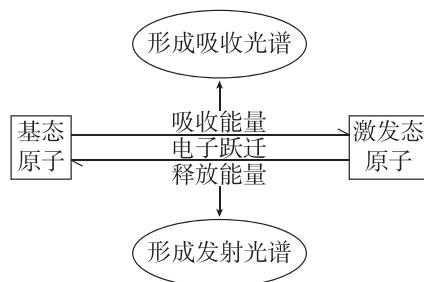 形成吸收光谱
基态
原子
吸收能量
电子跃迁
释放能量
激发态
原子
形成发射光谱